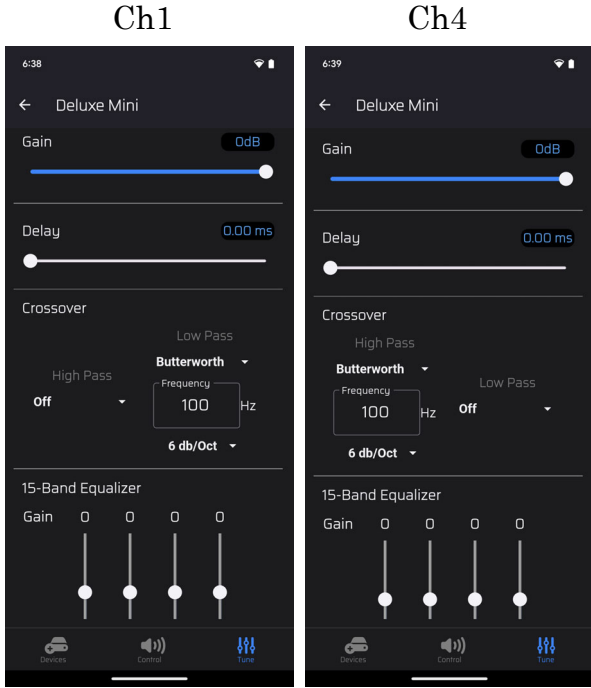 Ch1
6:38
Deluxe Mini
Gain 0dB
Delay 0.00 ms
Crossover
Low Pass
Butterworth
High Pass
Frequency
Off
100 Hz
6 db/Oct
15-Band Equalizer
Gain 0 0 0 0
Devices Control Tune
Ch4
6:39
Deluxe Mini
Gain 0dB
Delay 0.00 ms
Crossover
High Pass
Butterworth
Low Pass
Frequency
100 Hz
Off
6 db/Oct
15-Band Equalizer
Gain 0 0 0 0
Devices Control Tune